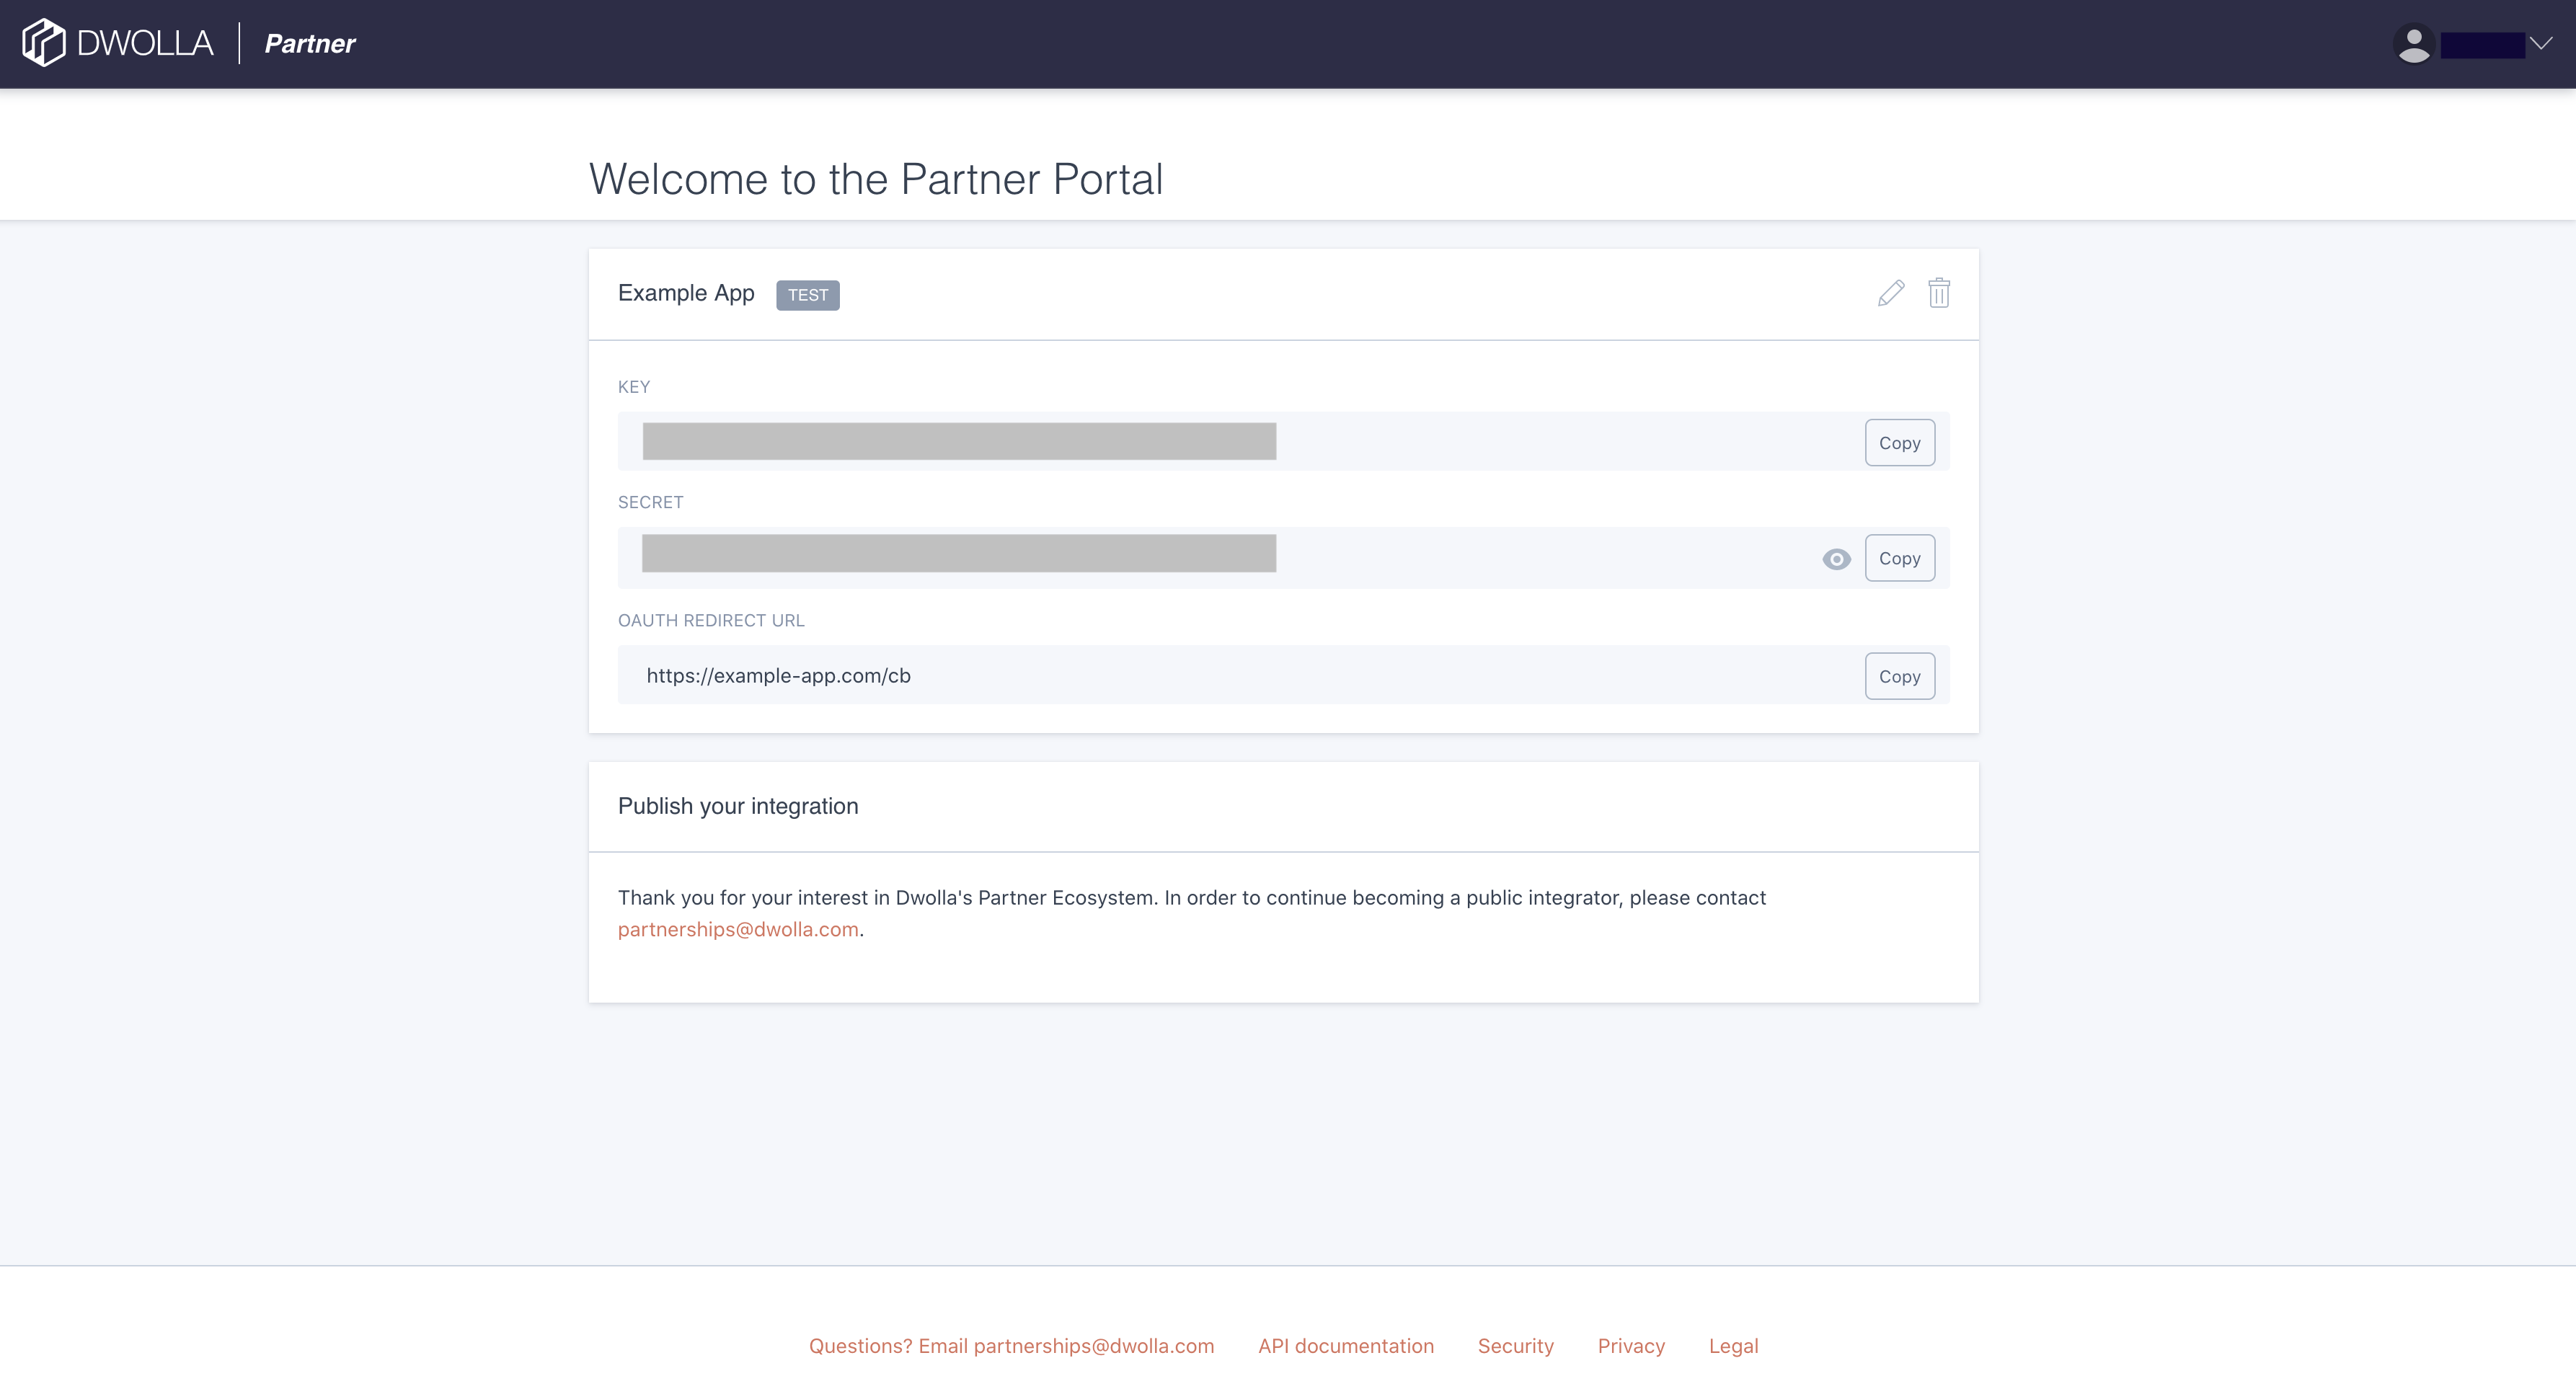 DWOLLA Partner
Welcome to the Partner Portal
Example App TEST
KEY
Copy
SECRET
Copy
OAUTH REDIRECT URL
https://example-app.com/cb Copy
Publish your integration
Thank you for your interest in Dwolla's Partner Ecosystem. In order to continue becoming a public integrator, please contact
partnerships@dwolla.com.
Questions? Email partnerships@dwolla.com API documentation Security Privacy Legal